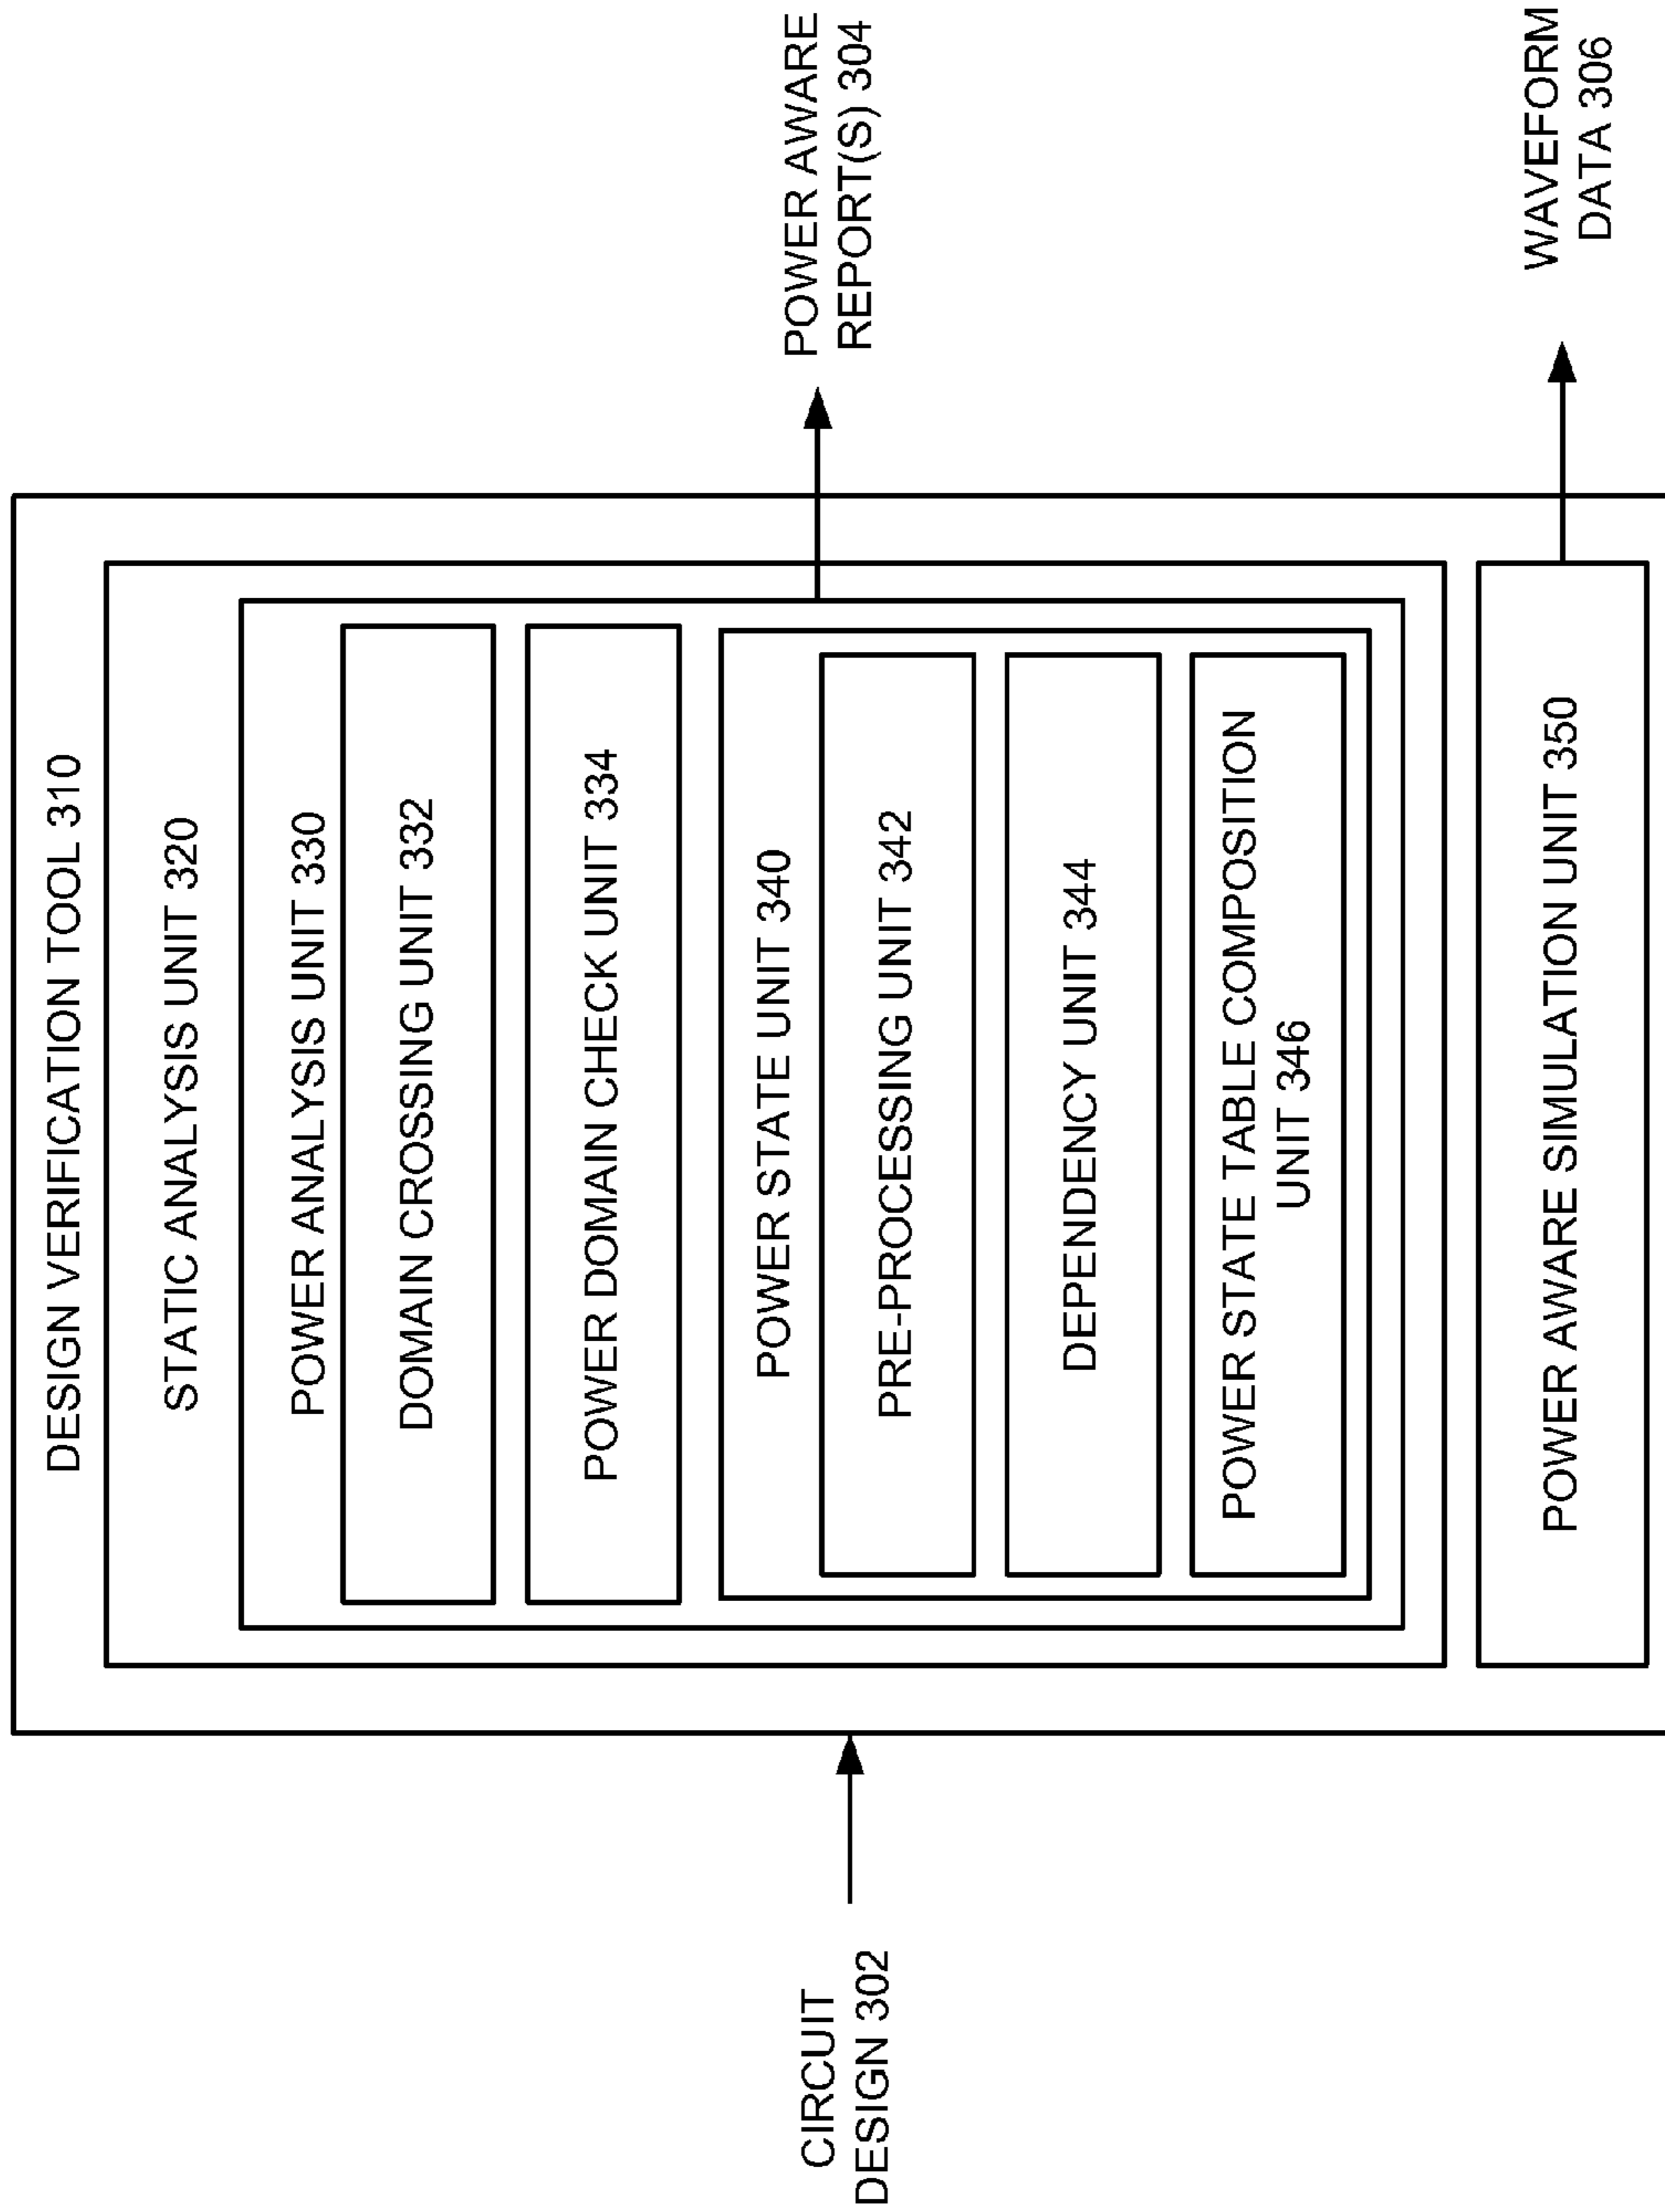 DESIGN VERIFICATION TOOL 310
STATIC ANALYSIS UNIT 320
POWER ANALYSIS UNIT 330
DOMAIN CROSSING UNIT 332
POWER DOMAIN CHECK UNIT 334
POWER STATE UNIT 340
PRE-PROCESSING UNIT 342
DEPENDENCY UNIT 344
POWER STATE TABLE COMPOSITION
UNIT 346
POWER AWARE SIMULATION UNIT 350
CIRCUIT
DESIGN 302
POWER AWARE
REPORT(S) 304
WAVEFORM
DATA 306